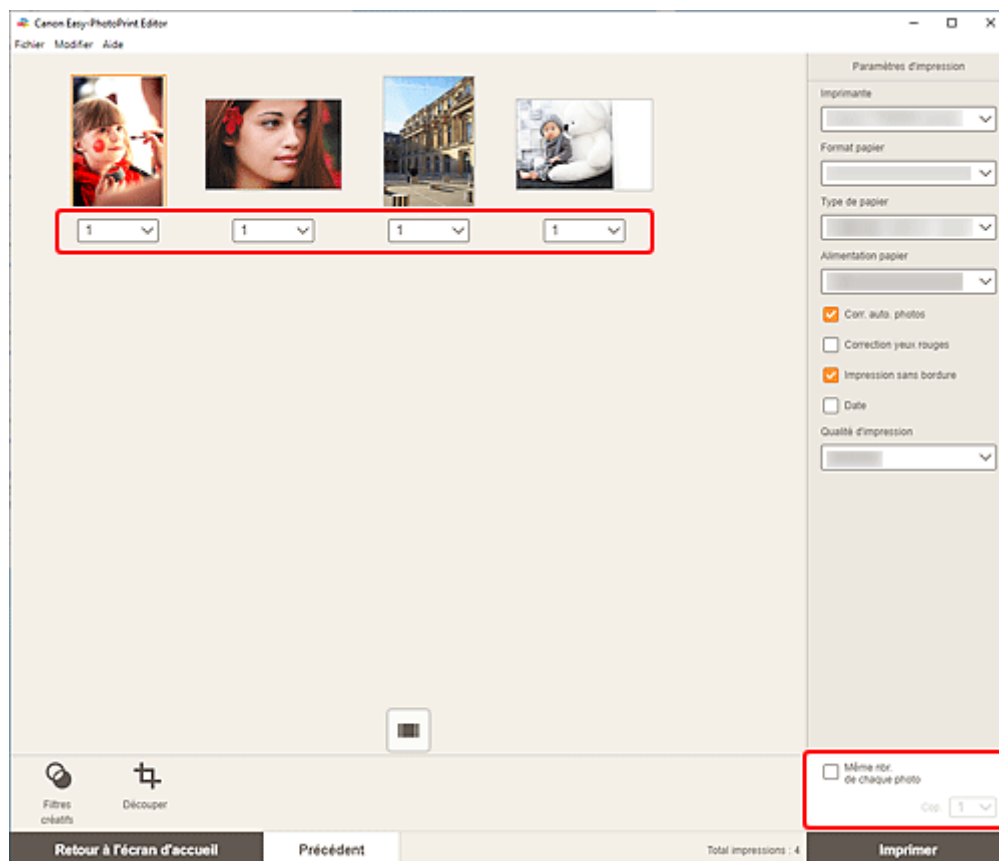 Canon Easy-PhotoPrint Editor
Fichier Modifier Aide
Paramètres d'impression
Imprimante
Format papier
Type de papier
1 1 1 1
Alimentation papier
Corr. auto. photos
Correction yeux rouges
Impression sans bordure
Date
Qualité d'impression
Même nbr.
de chaque photo
Cop. 1
Filtres
créatifs
Découper
Retour à l'écran d'accueil
Précédent
Total impressions : 4
Imprimer